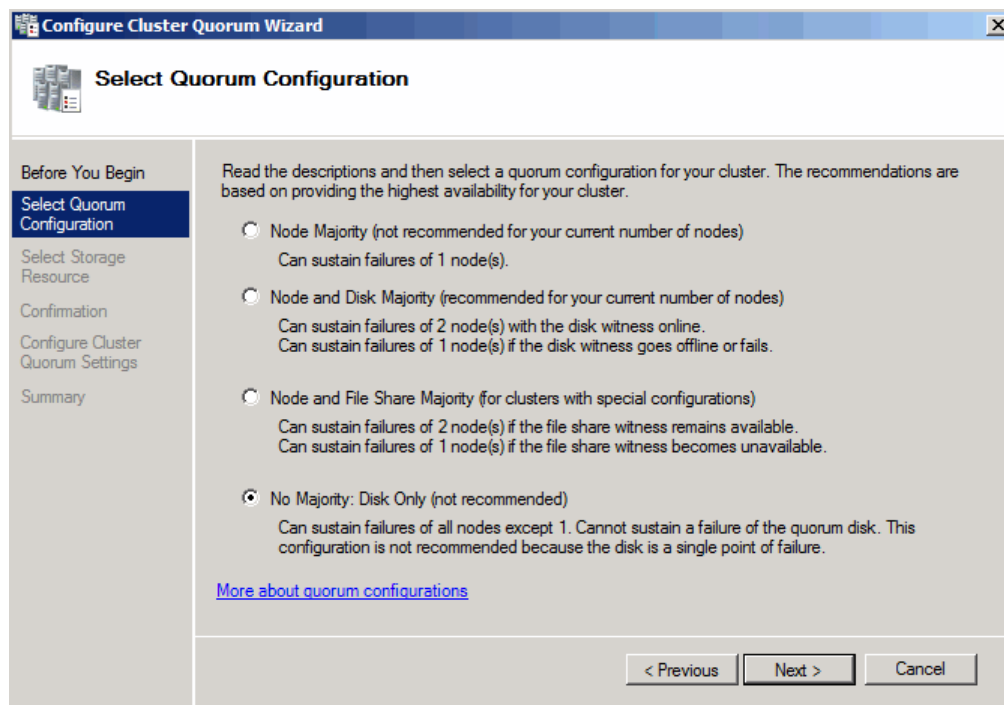 Configure Cluster Quorum Wizard
Select Quorum Configuration
Before You Begin
Select Quorum
Configuration
Select Storage
Resource
Confirmation
Configure Cluster
Quorum Settings
Summary
Read the descriptions and then select a quorum configuration for your cluster. The recommendations are
based on providing the highest availability for your cluster.
Node Majority (not recommended for your current number of nodes)
Can sustain failures of 1 node(s).
Node and Disk Majority (recommended for your current number of nodes)
Can sustain failures of 2 node(s) with the disk witness online.
Can sustain failures of 1 node(s) if the disk witness goes offline or fails.
Node and File Share Majority (for clusters with special configurations)
Can sustain failures of 2 node(s) if the file share witness remains available.
Can sustain failures of 1 node(s) if the file share witness becomes unavailable.
No Majority: Disk Only (not recommended)
Can sustain failures of all nodes except 1. Cannot sustain a failure of the quorum disk. This
configuration is not recommended because the disk is a single point of failure.
More about quorum configurations
< Previous
Next >
Cancel